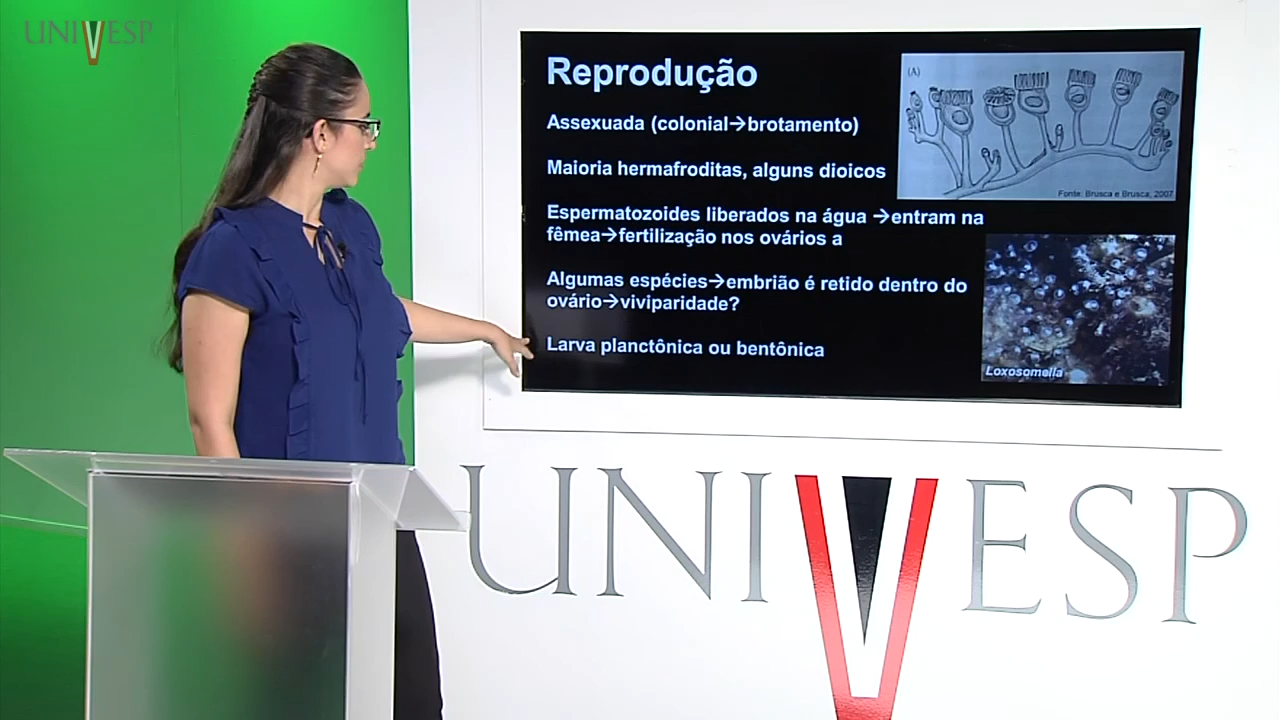 UNIVESP
Reprodução
(A)
Assexuada (colonial→brotamento)
Maioria hermafroditas, alguns dioicos
Fonte: Brusca e Brusca, 2007
Espermatozoides liberados na água →entram na
fêmea→fertilização nos ovários a
Algumas espécies→embrião é retido dentro do
ovário→viviparidade?
Larva planctônica ou bentônica
Loxosomella
UNIVESP